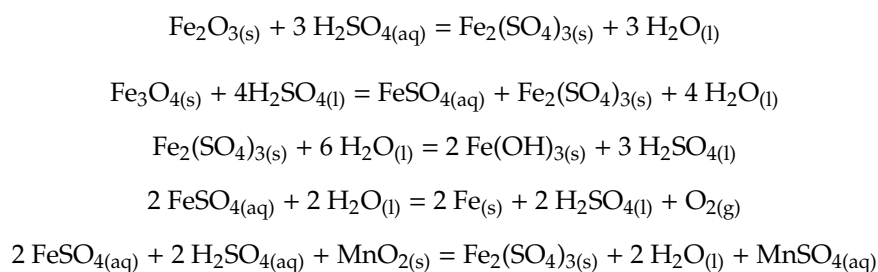 Fe₂O₃₍ₛ₎ + 3 H₂SO₄₍ₐq₎ = Fe₂(SO₄)₃₍ₛ₎ + 3 H₂O₍ₗ₎
Fe₃O₄₍ₛ₎ + 4H₂SO₄₍ₗ₎ = FeSO₄₍ₐq₎ + Fe₂(SO₄)₃₍ₛ₎ + 4 H₂O₍ₗ₎
Fe₂(SO₄)₃₍ₛ₎ + 6 H₂O₍ₗ₎ = 2 Fe(OH)₃₍ₛ₎ + 3 H₂SO₄₍ₗ₎
2 FeSO₄₍ₐq₎ + 2 H₂O₍ₗ₎ = 2 Fe₍ₛ₎ + 2 H₂SO₄₍ₗ₎ + O₂₍g₎
2 FeSO₄₍ₐq₎ + 2 H₂SO₄₍ₐq₎ + MnO₂₍ₛ₎ = Fe₂(SO₄)₃₍ₛ₎ + 2 H₂O₍ₗ₎ + MnSO₄₍ₐq₎